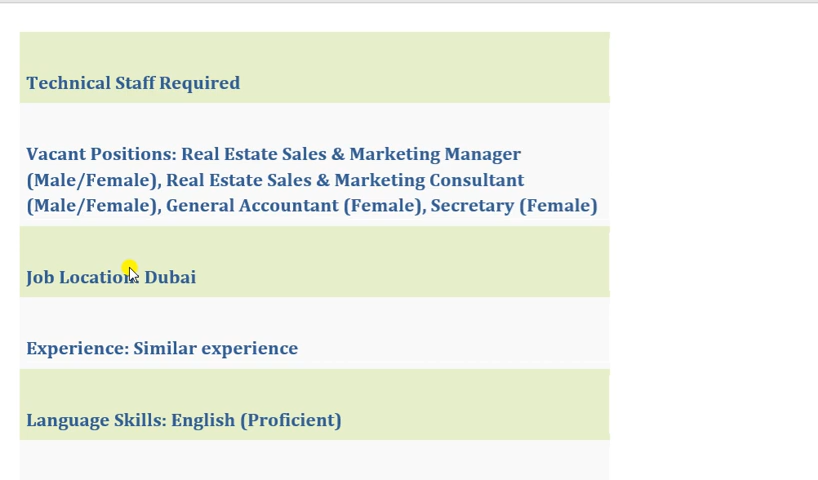 Technical Staff Required
Vacant Positions: Real Estate Sales & Marketing Manager
(Male/Female), Real Estate Sales & Marketing Consultant
(Male/Female), General Accountant (Female), Secretary (Female)
Job Location: Dubai
Experience: Similar experience
Language Skills: English (Proficient)